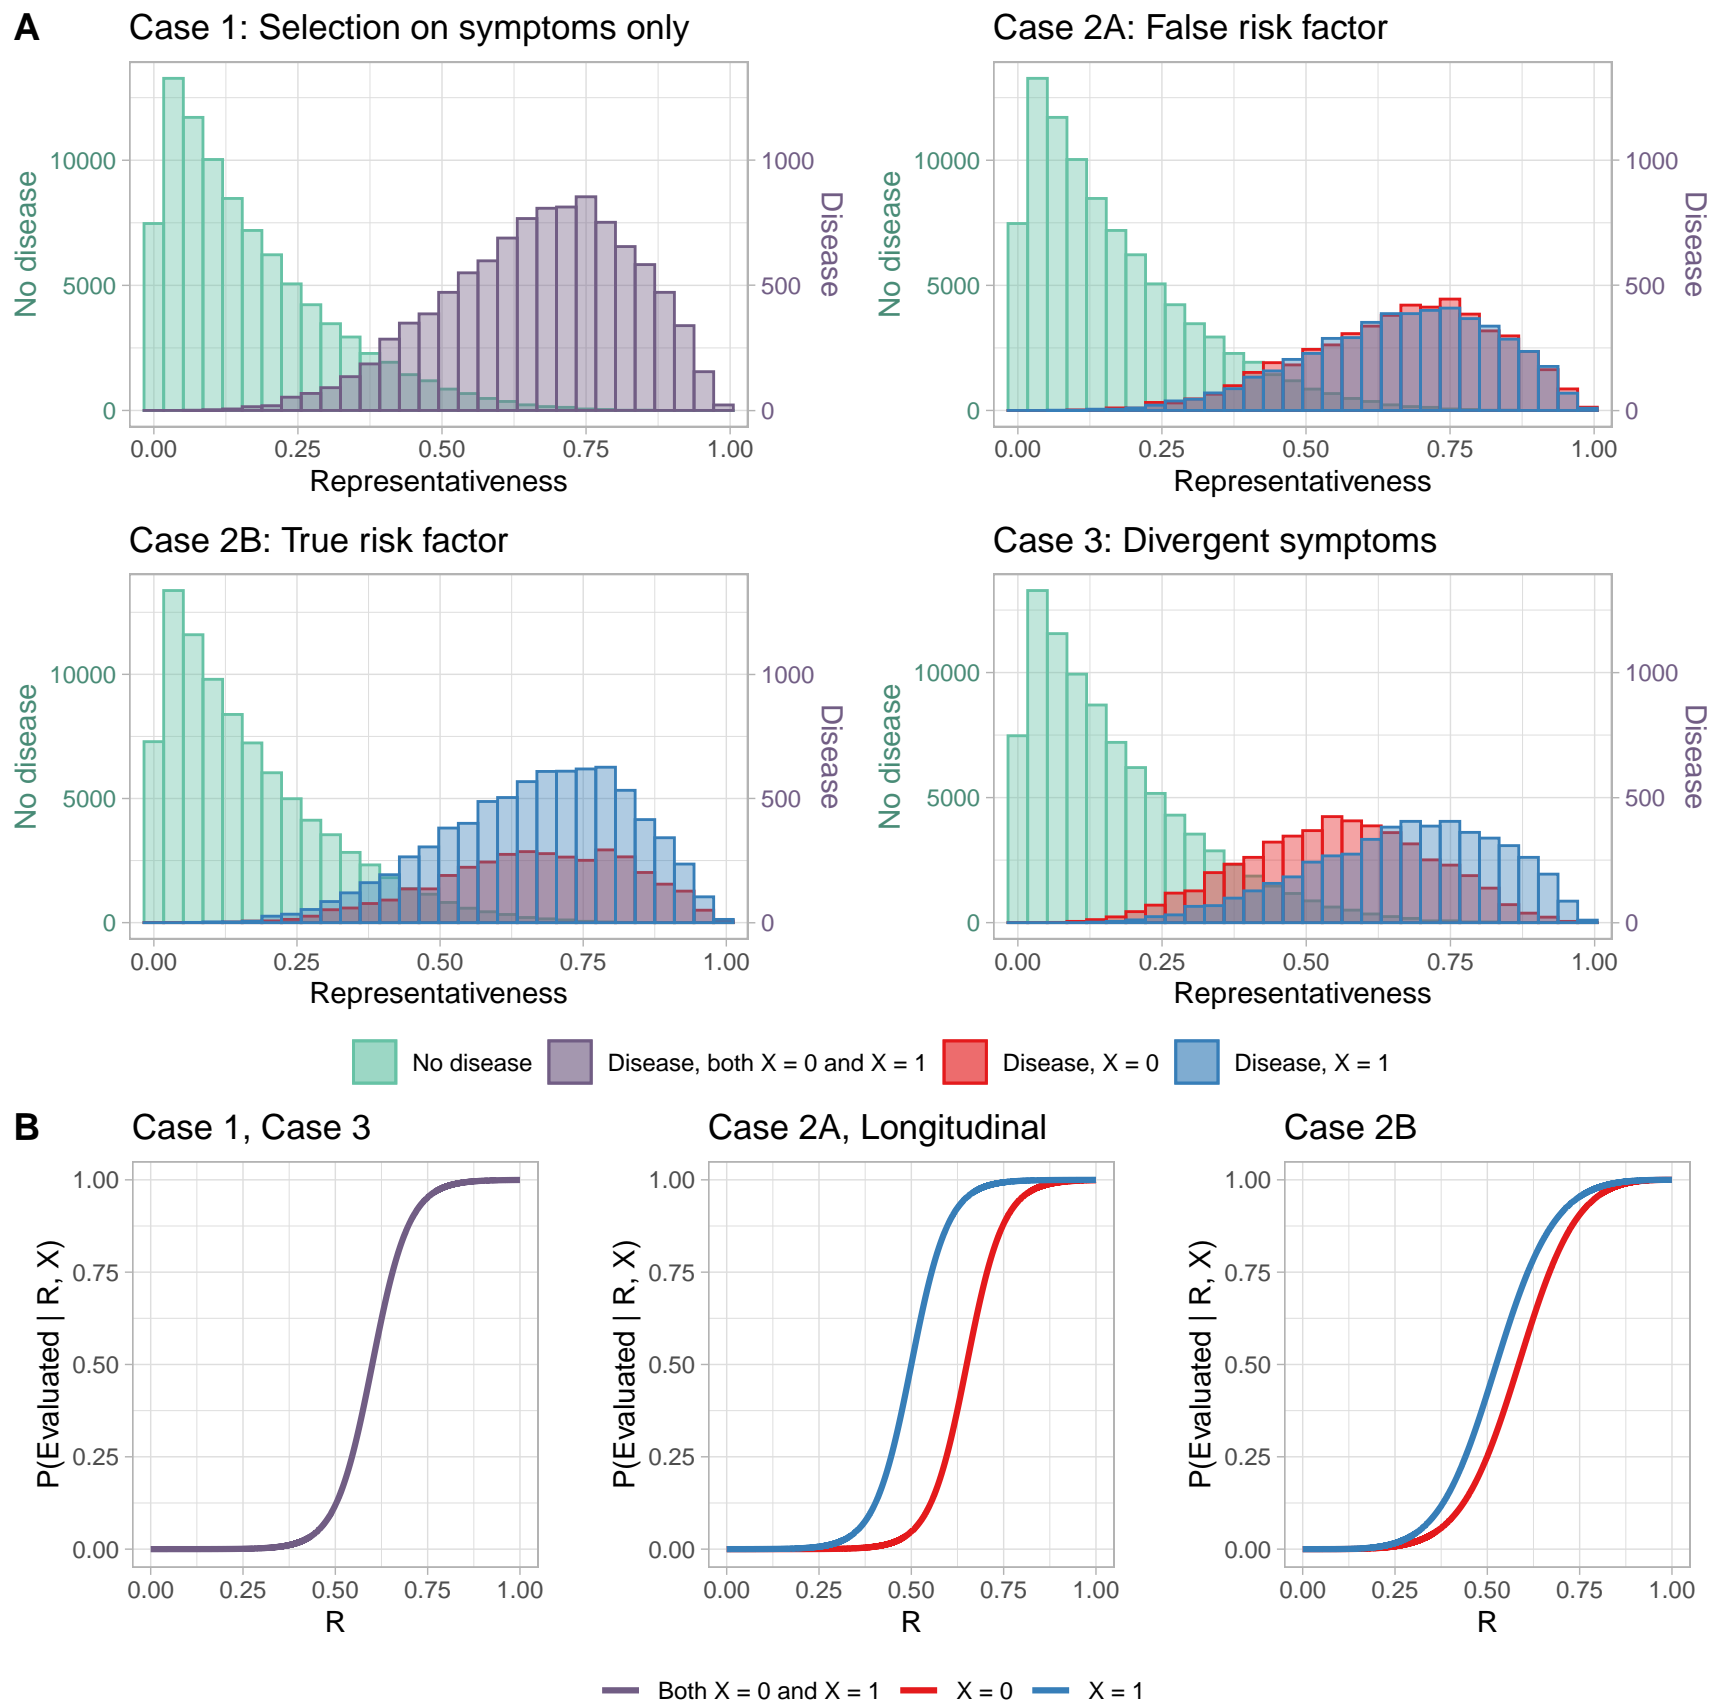 A
Case 1: Selection on symptoms only
No disease
10000
5000
0
1000
500
0
Disease
0.00 0.25 0.50 0.75 1.00
Representativeness
Case 2A: False risk factor
No disease
10000
5000
0
1000
500
0
Disease
0.00 0.25 0.50 0.75 1.00
Representativeness
Case 2B: True risk factor
No disease
10000
5000
0
1000
500
0
Disease
0.00 0.25 0.50 0.75 1.00
Representativeness
Case 3: Divergent symptoms
No disease
10000
5000
0
1000
500
0
Disease
0.00 0.25 0.50 0.75 1.00
Representativeness
No disease Disease, both X = 0 and X = 1 Disease, X = 0 Disease, X = 1
B
Case 1, Case 3
P(Evaluated | R, X)
1.00
0.75
0.50
0.25
0.00
0.00 0.25 0.50 0.75 1.00
R
Case 2A, Longitudinal
P(Evaluated | R, X)
1.00
0.75
0.50
0.25
0.00
0.00 0.25 0.50 0.75 1.00
R
Case 2B
P(Evaluated | R, X)
1.00
0.75
0.50
0.25
0.00
0.00 0.25 0.50 0.75 1.00
R
Both X = 0 and X = 1 X = 0 X = 1